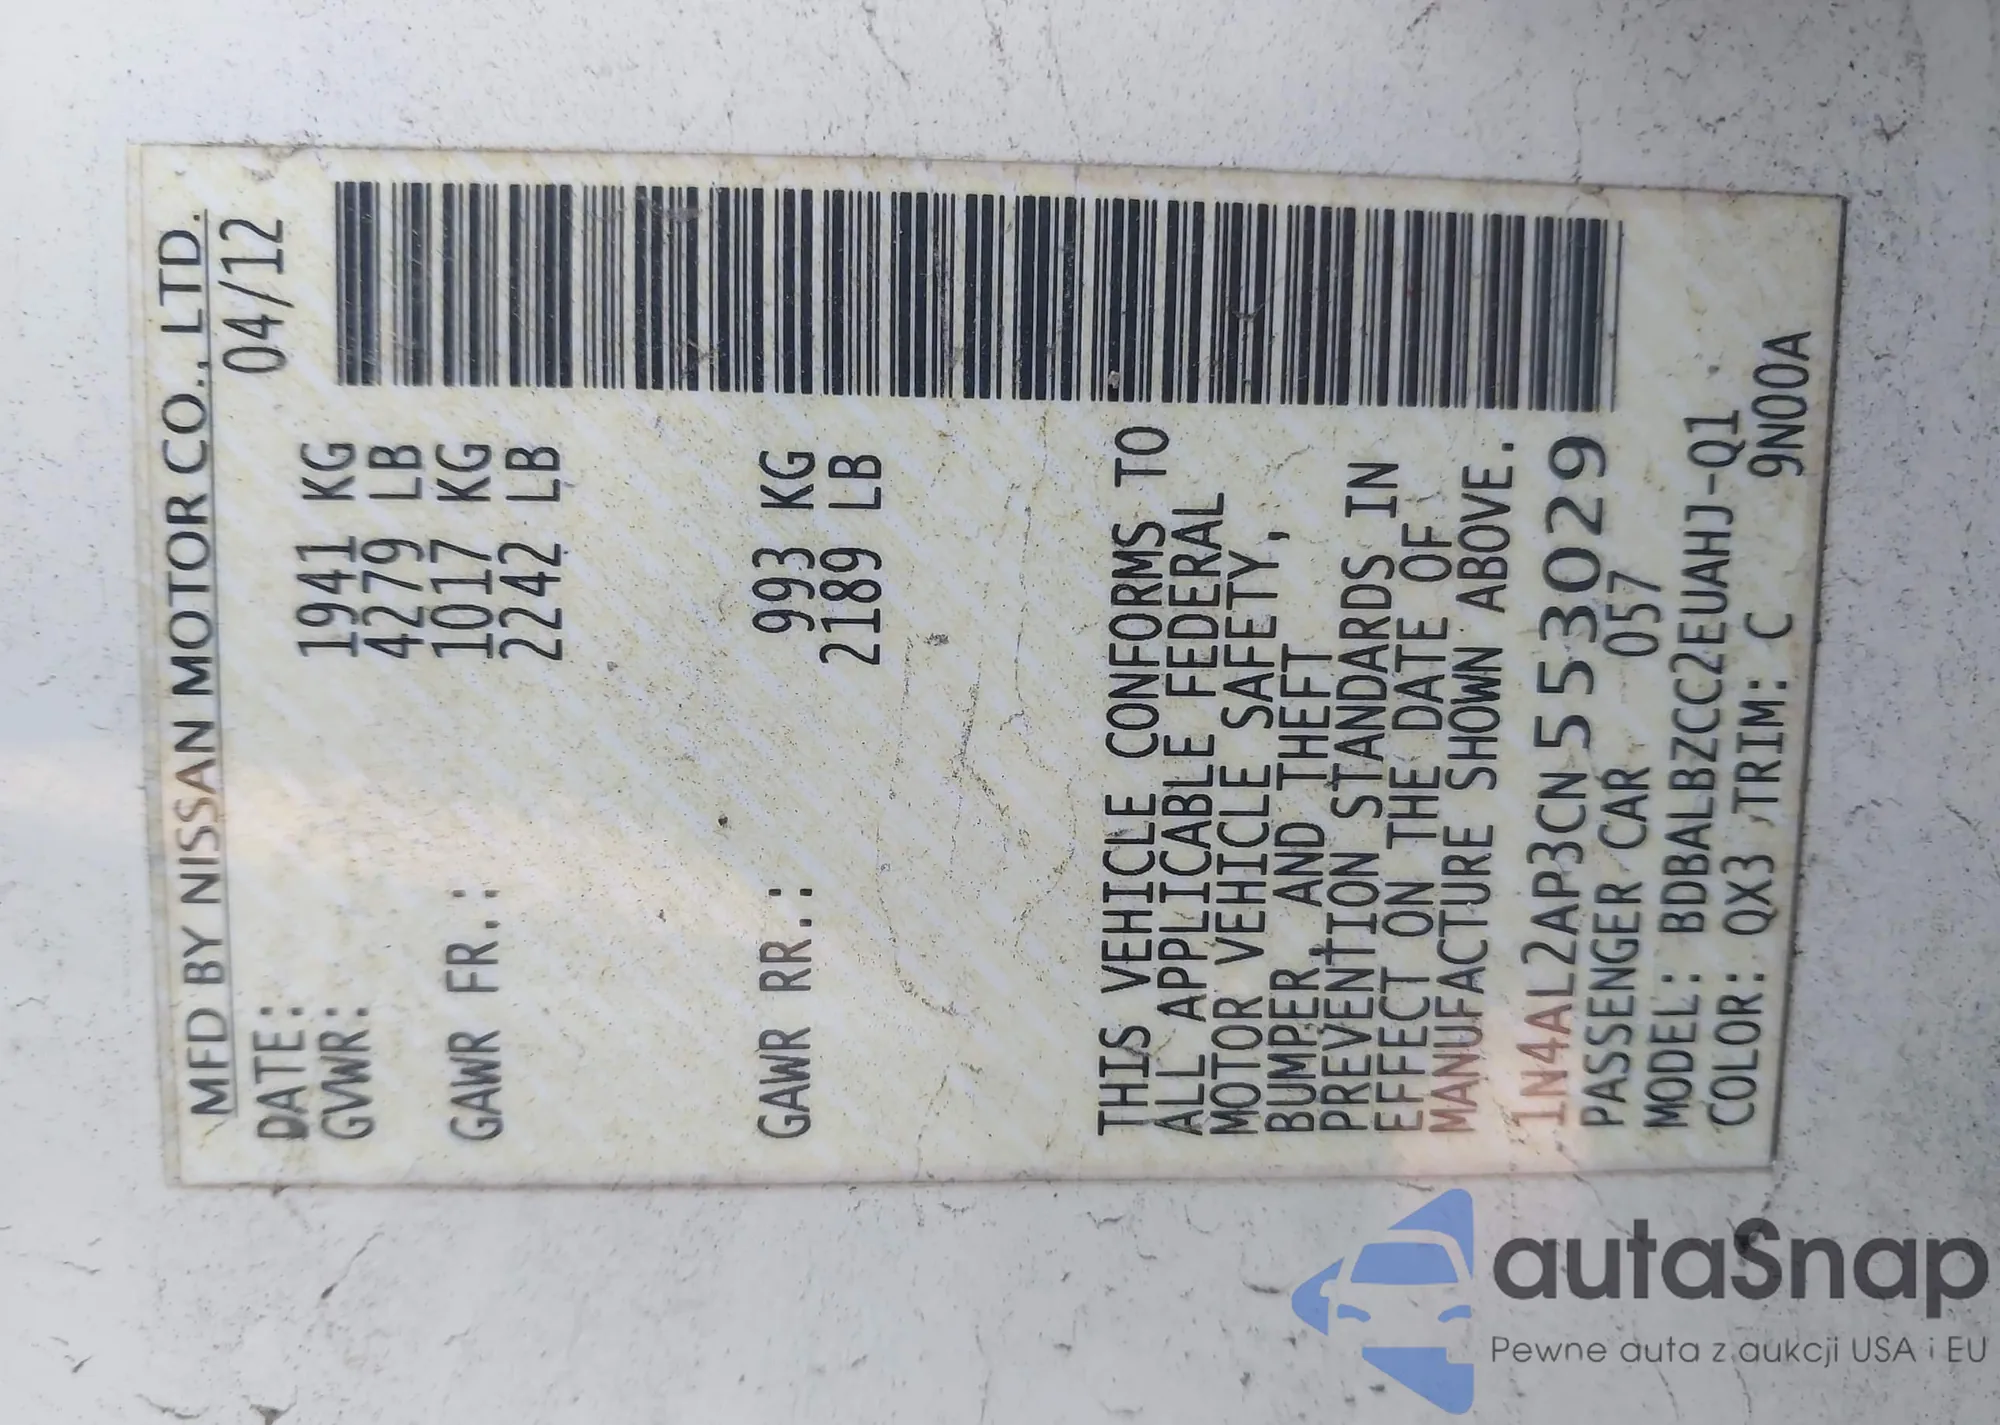 MFD BY NISSAN MOTOR CO., LTD.
DATE: 04/12
GVWR: 1941 KG
4279 LB
GAWR FR.: 1017 KG
2242 LB
GAWR RR.: 993 KG
2189 LB
THIS VEHICLE CONFORMS TO
ALL APPLICABLE FEDERAL
MOTOR VEHICLE SAFETY,
BUMPER, AND THEFT
PREVENTION STANDARDS IN
EFFECT ON THE DATE OF
MANUFACTURE SHOWN ABOVE.
1N4AL2AP3CN553029
PASSENGER CAR 057
MODEL: BDBALBZCC2EUAHJ-Q1
COLOR: QX3 TRIM: C 9N00A
autaSnap
Pewne auta z aukcji USA i EU